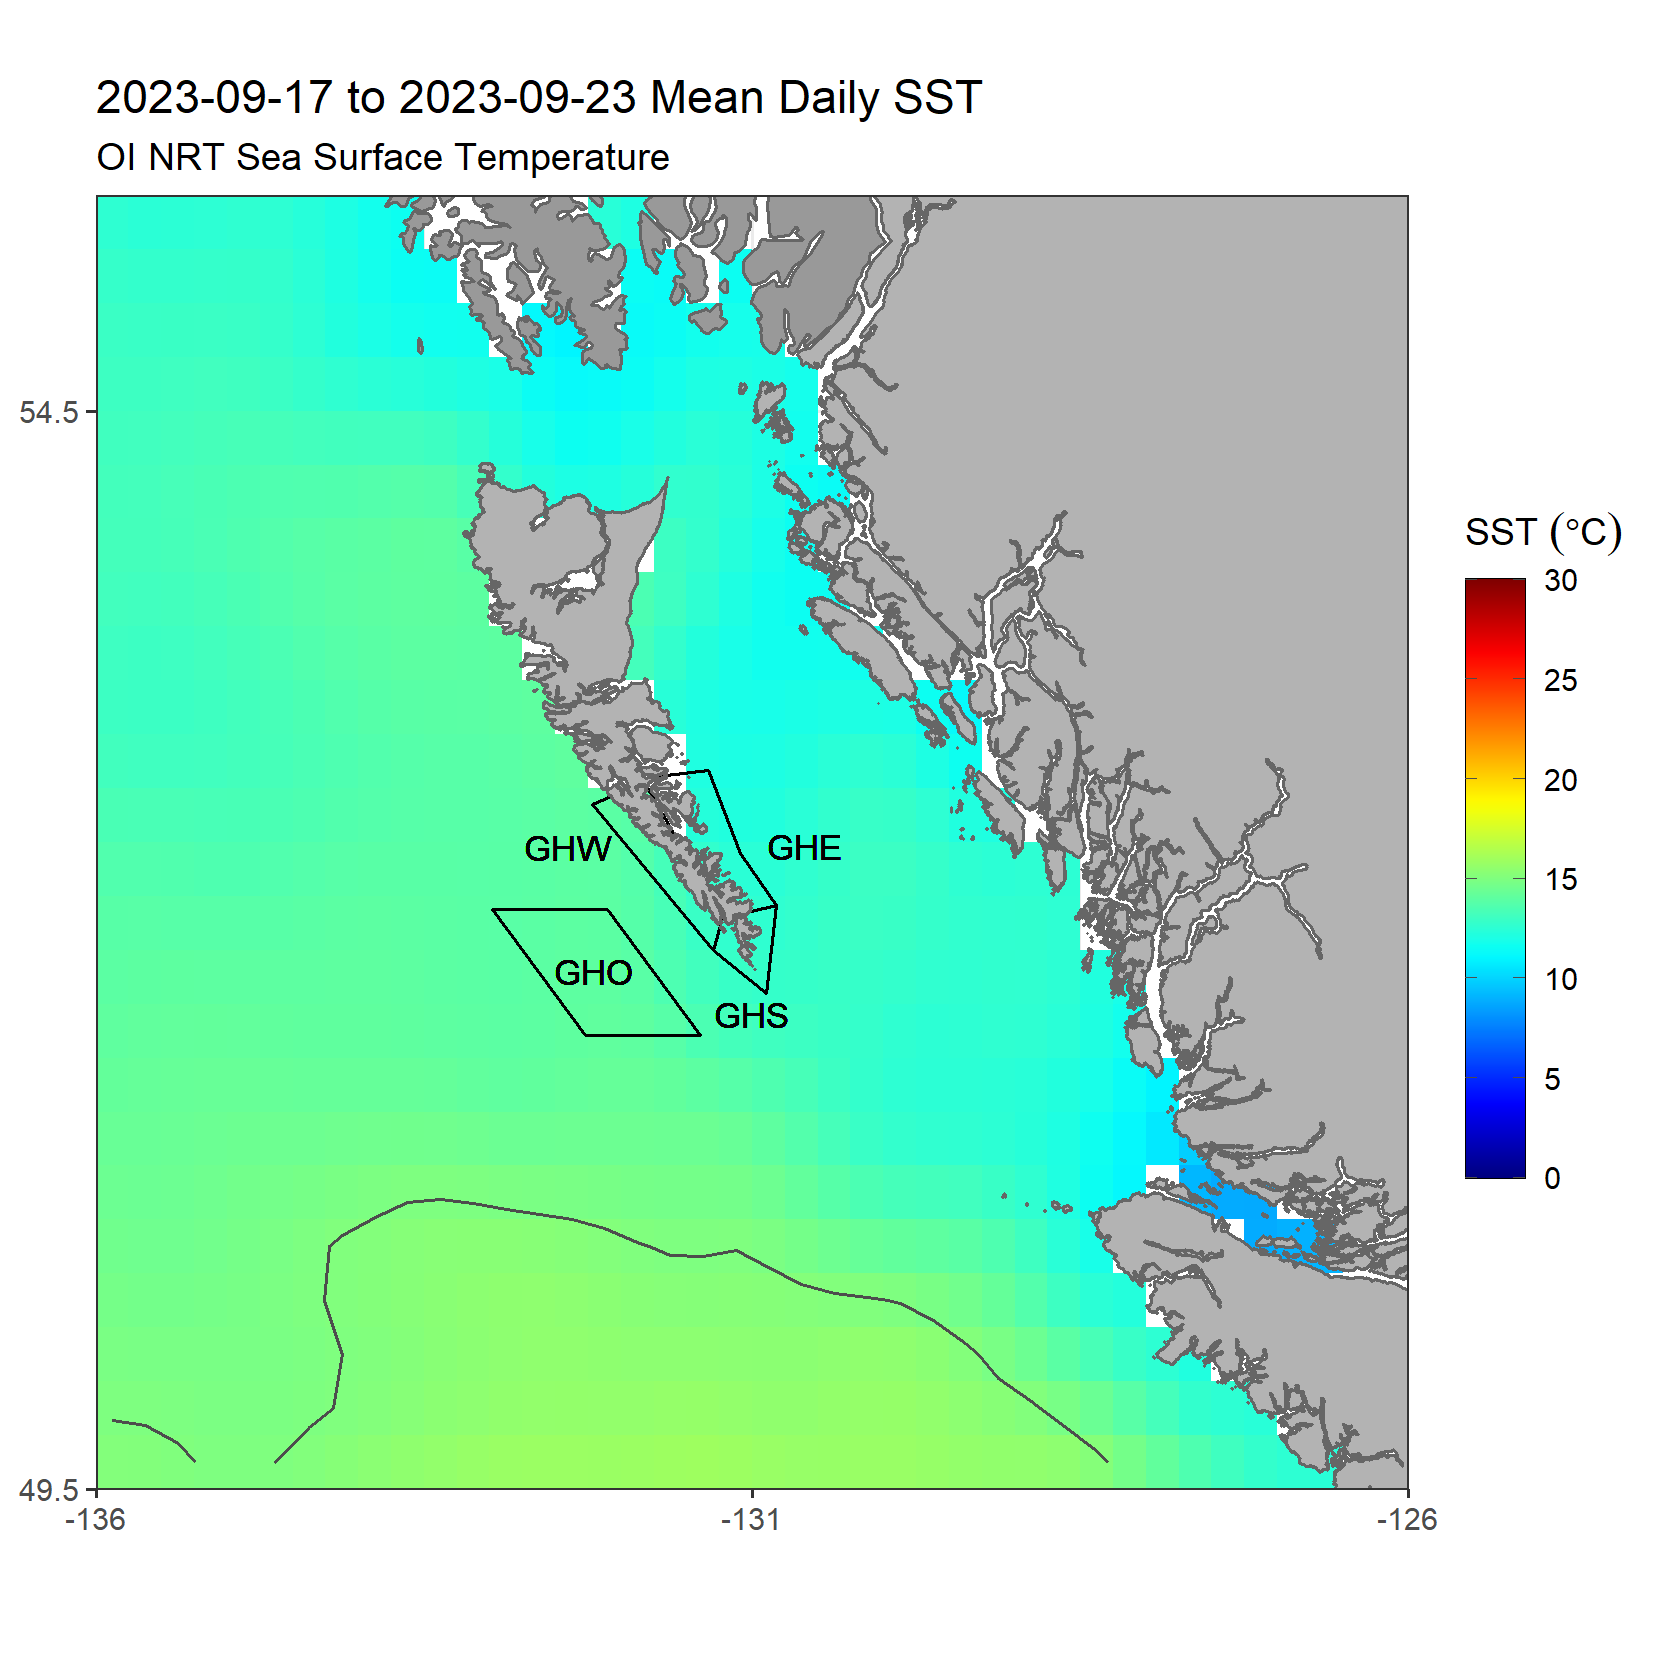 2023-09-17 to 2023-09-23 Mean Daily SST
OI NRT Sea Surface Temperature
54.5
49.5
-136
-131
-126
GHW
GHE
GHO
GHS
SST (°C)
30
25
20
15
10
5
0